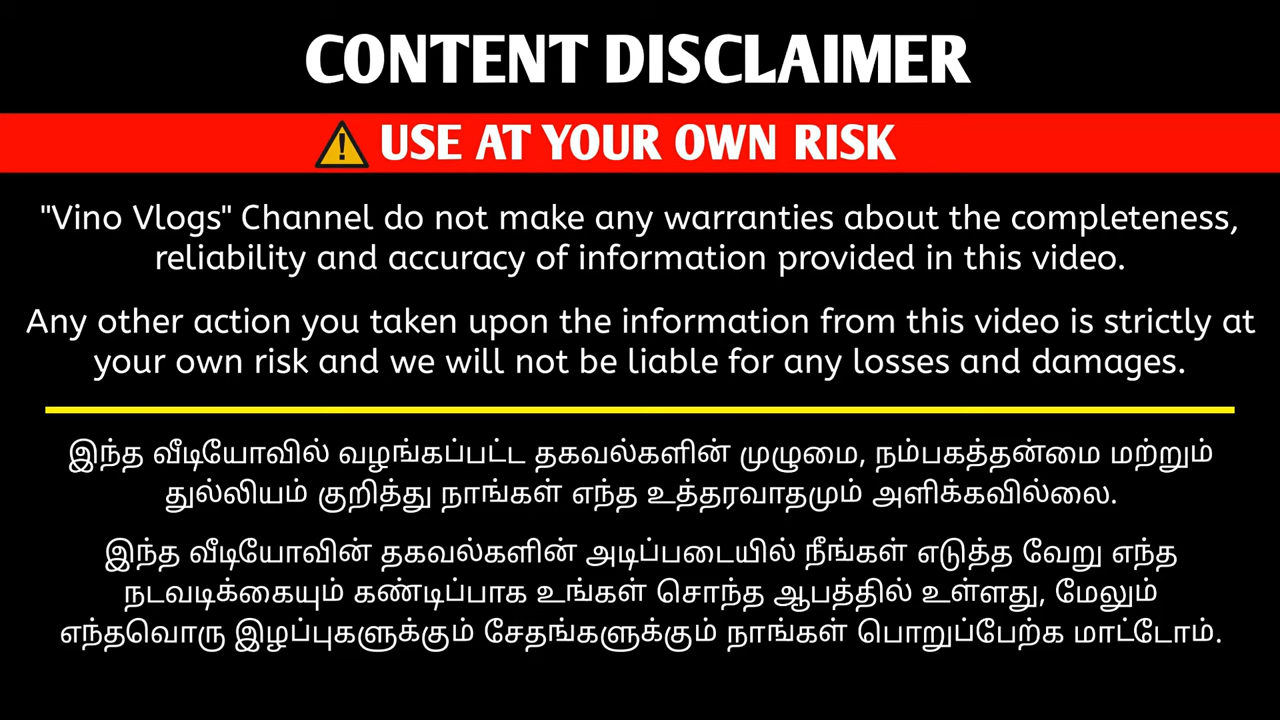 CONTENT DISCLAIMER
⚠ USE AT YOUR OWN RISK
"Vino Vlogs" Channel do not make any warranties about the completeness,
reliability and accuracy of information provided in this video.
Any other action you taken upon the information from this video is strictly at
your own risk and we will not be liable for any losses and damages.
இந்த வீடியோவில் வழங்கப்பட்ட தகவல்களின் முழுமை, நம்பகத்தன்மை மற்றும்
துல்லியம் குறித்து நாங்கள் எந்த உத்தரவாதமும் அளிக்கவில்லை.
இந்த வீடியோவின் தகவல்களின் அடிப்படையில் நீங்கள் எடுத்த வேறு எந்த
நடவடிக்கையும் கண்டிப்பாக உங்கள் சொந்த ஆபத்தில் உள்ளது, மேலும்
எந்தவொரு இழப்புகளுக்கும் சேதங்களுக்கும் நாங்கள் பொறுப்பேற்க மாட்டோம்.